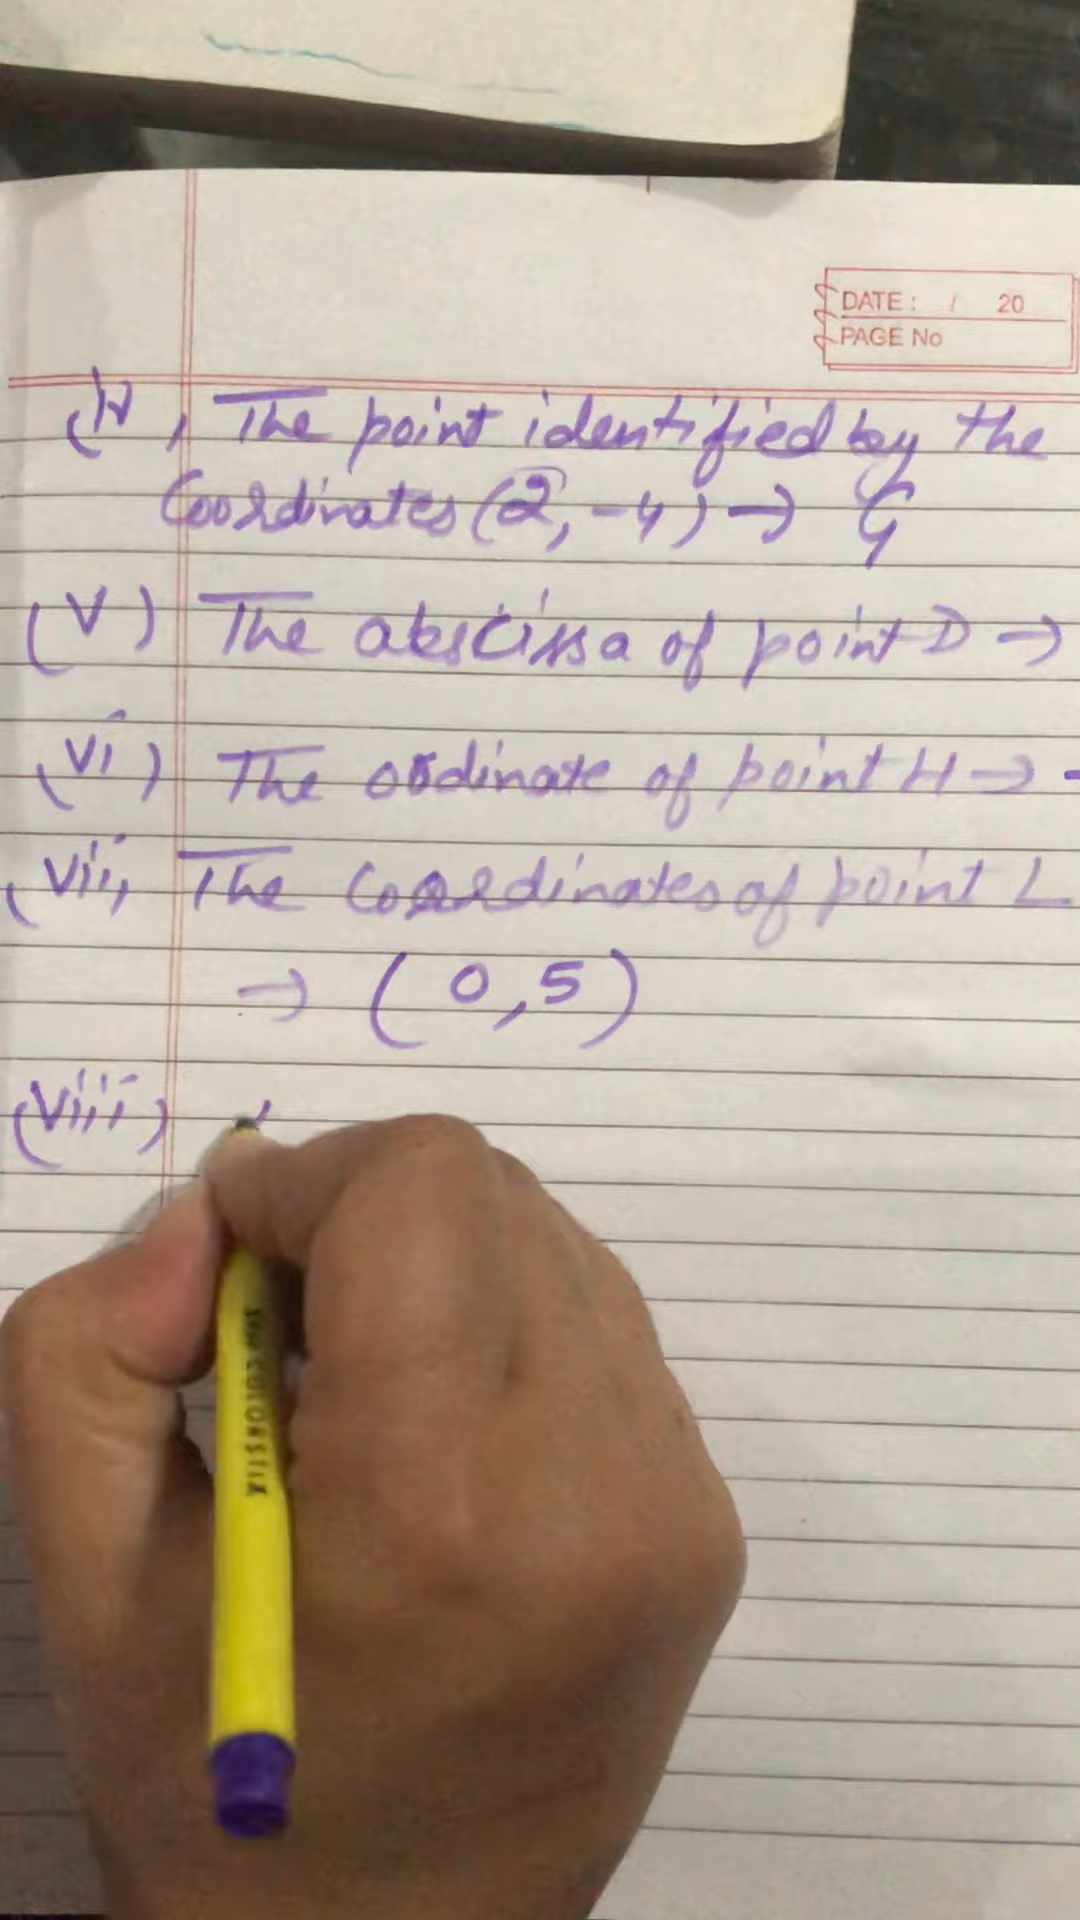 DATE: / 20
PAGE No
(iv) The point identified by the
Coordinates (2, -4) → G
(V) The abscissa of point D →
(vi) The ordinate of point H → -
(vii) The Coordinates of point L
→ (0,5)
(viii)